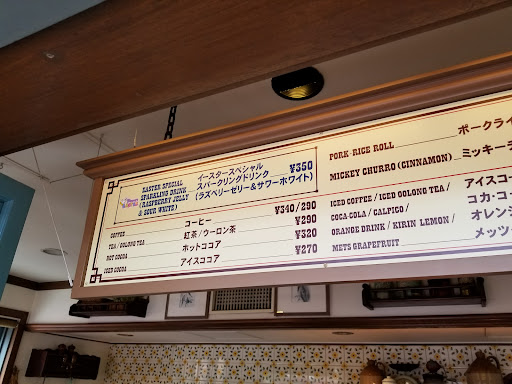 EASTER SPECIAL
SPARKLING DRINK
(RASPBERRY JELLY
& SOUR WHITE)
イースタースペシャル
スパークリングドリンク
(ラズベリーゼリー&サワーホワイト)
¥350
COFFEE コーヒー ¥340/290
TEA / OOLONG TEA 紅茶 / ウーロン茶 ¥290
HOT COCOA ホットココア ¥320
ICED COCOA アイスココア ¥270
PORK-RICE ROLL ポークライ
MICKEY CHURRO (CINNAMON) ミッキーチ
ICED COFFEE / ICED OOLONG TEA / アイスコー
COCA-COLA / CALPICO / コカ・コ
ORANGE DRINK / KIRIN LEMON / オレンジ
METS GRAPEFRUIT メッツ